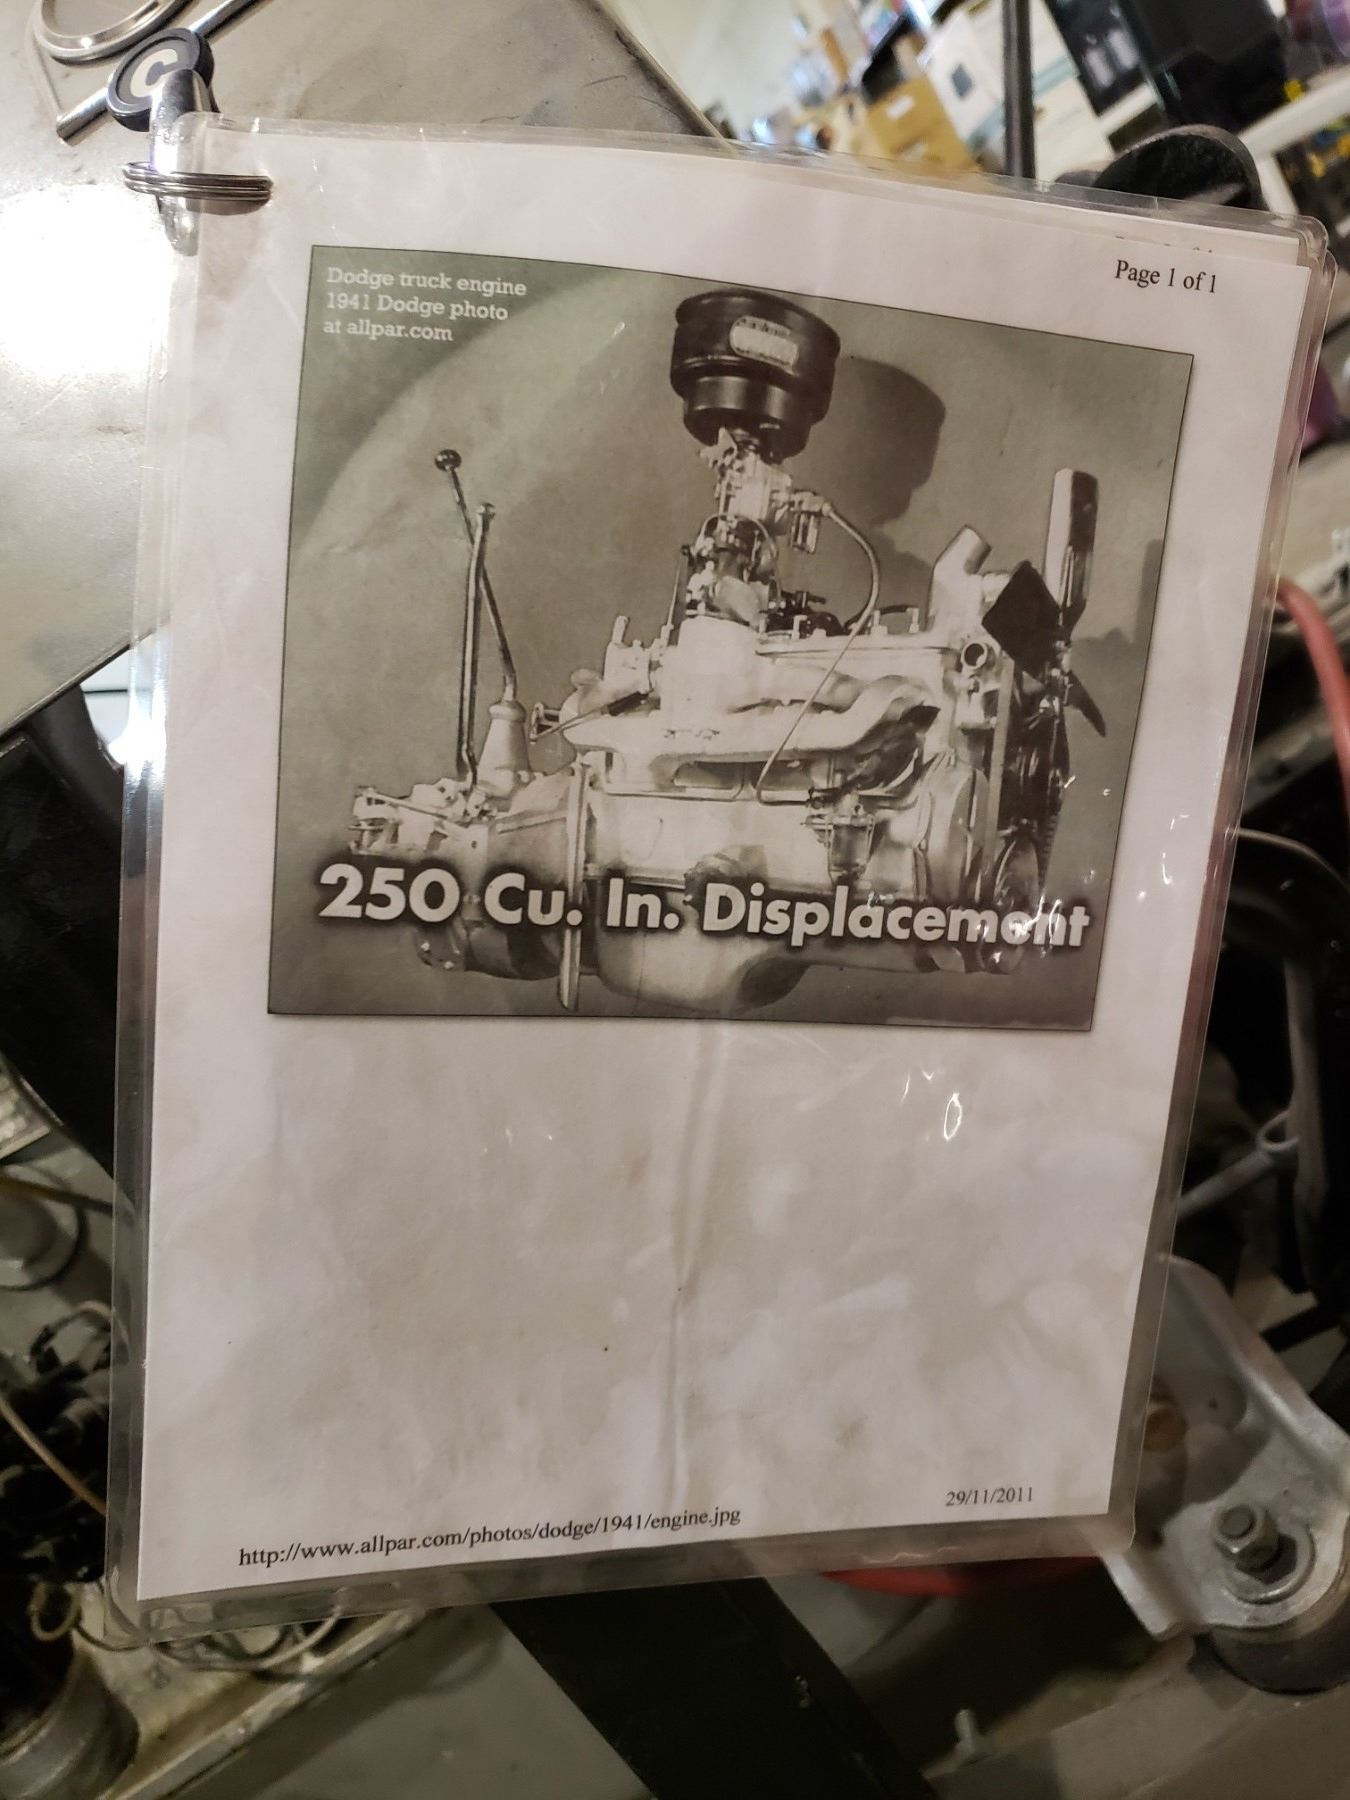 C
Page 1 of 1
Dodge truck engine
1941 Dodge photo
at allpar.com
250 Cu. In. Displacement
29/11/2011
http://www.allpar.com/photos/dodge/1941/engine.jpg